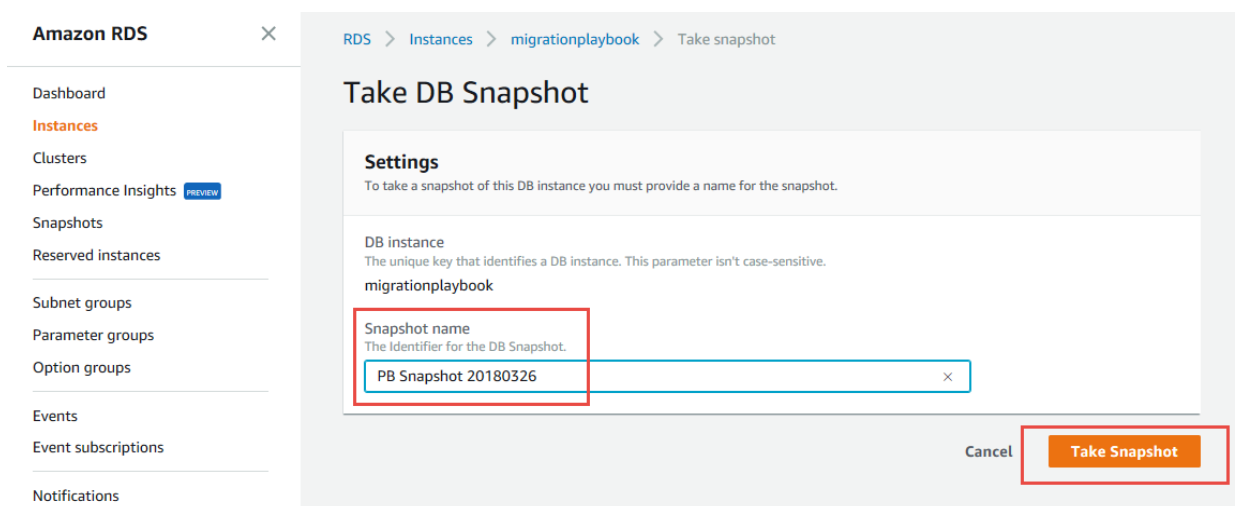 Amazon RDS
Dashboard
Instances
Clusters
Performance Insights PREVIEW
Snapshots
Reserved instances
Subnet groups
Parameter groups
Option groups
Events
Event subscriptions
Notifications
RDS > Instances > migrationplaybook > Take snapshot
Take DB Snapshot
Settings
To take a snapshot of this DB instance you must provide a name for the snapshot.
DB instance
The unique key that identifies a DB instance. This parameter isn't case-sensitive.
migrationplaybook
Snapshot name
The Identifier for the DB Snapshot.
PB Snapshot 20180326
Cancel
Take Snapshot